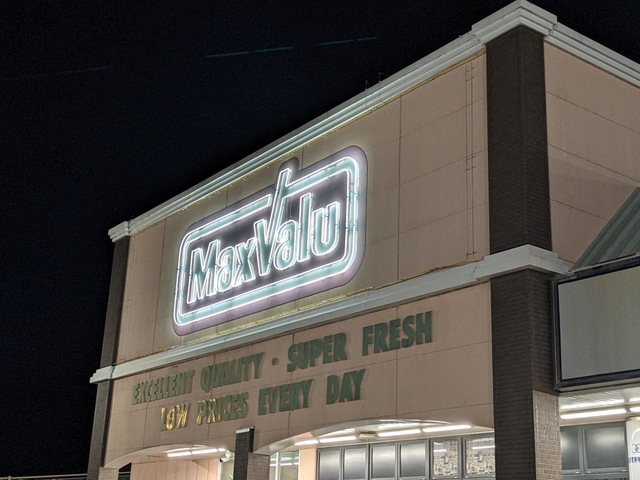 MaxValu
EXCELLENT QUALITY · SUPER FRESH
LOW PRICES EVERY DAY